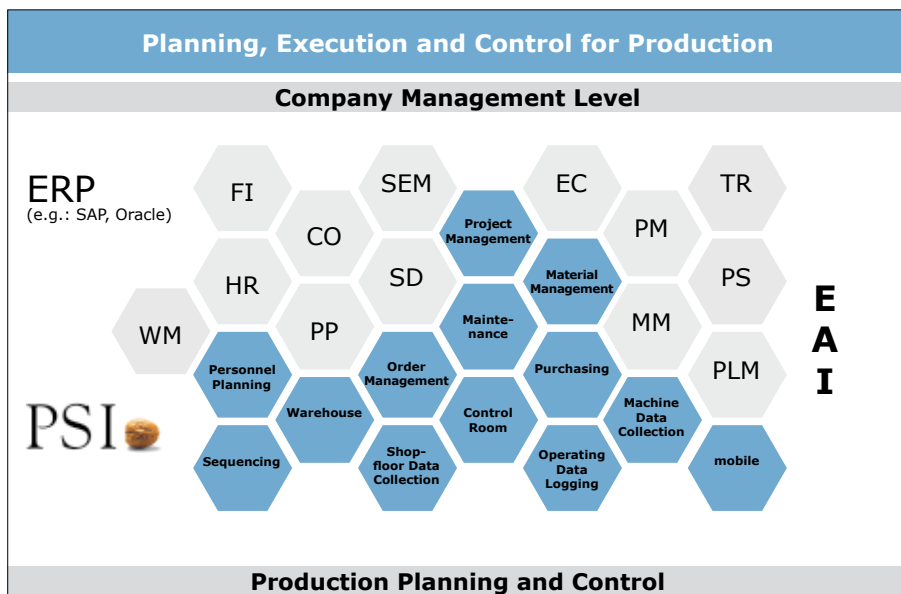 Planning, Execution and Control for Production
Company Management Level
ERP
(e.g.: SAP, Oracle)
FI
SEM
EC
TR
CO
Project
Management
PM
HR
SD
Material
Management
PS
WM
PP
Mainte-
nance
MM
E
A
I
Personnel
Planning
Order
Management
Purchasing
PLM
PSI
Warehouse
Control
Room
Machine
Data
Collection
Sequencing
Shop-
floor Data
Collection
Operating
Data
Logging
mobile
Production Planning and Control